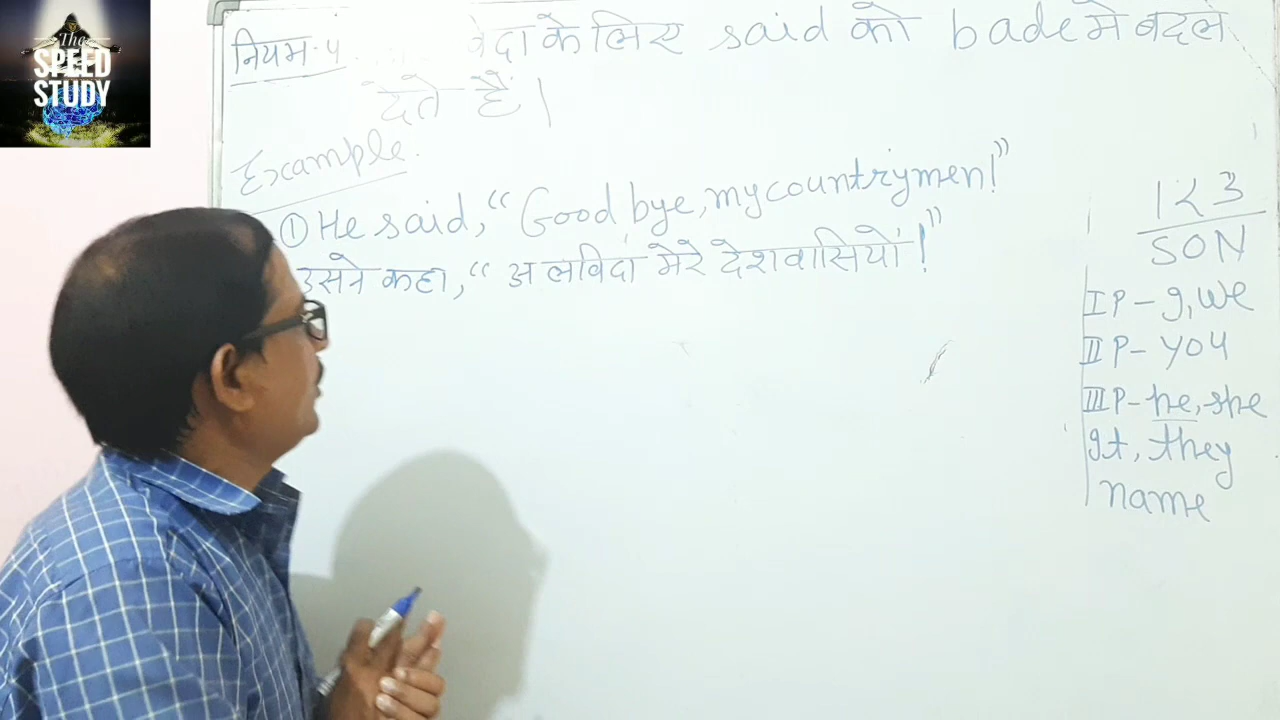 The
SPEED
STUDY
नियम-4 वेदा के लिए said को bade मे बदल
देते हैं।
Example.
① He said, “Good bye, my countrymen!”
उसने कहा, “अलविदा मेरे देशवासियों!”
1 2 3
SON
I P - I, we
II P - you
III P - he, she
It, they
name